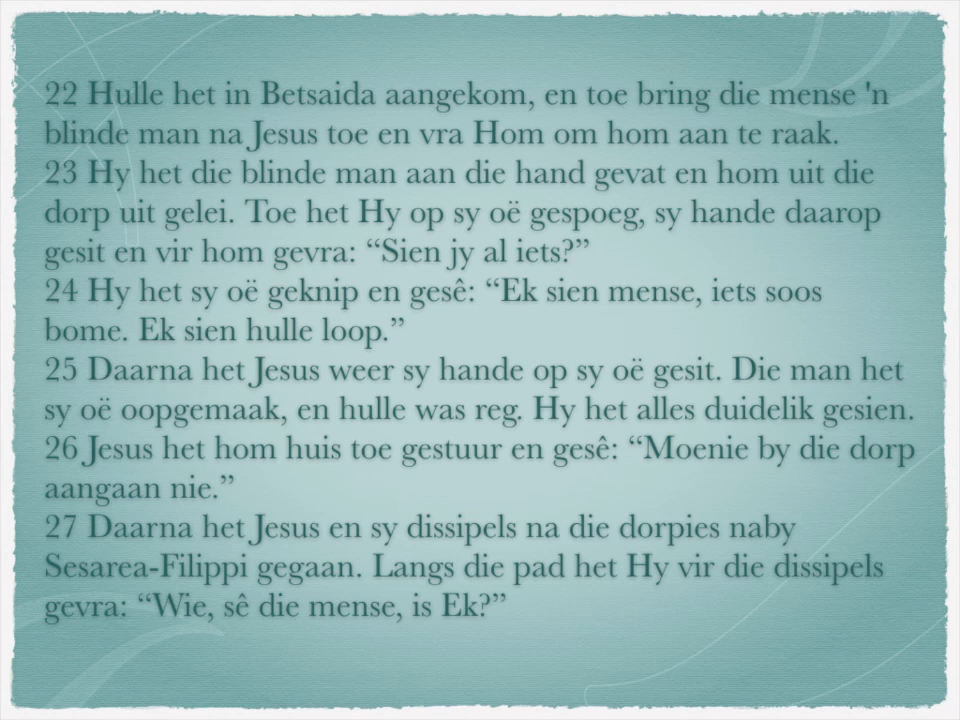 22 Hulle het in Betsaida aangekom, en toe bring die mense 'n
blinde man na Jesus toe en vra Hom om hom aan te raak.
23 Hy het die blinde man aan die hand gevat en hom uit die
dorp uit gelei. Toe het Hy op sy oë gespoeg, sy hande daarop
gesit en vir hom gevra: “Sien jy al iets?”
24 Hy het sy oë geknip en gesê: “Ek sien mense, iets soos
bome. Ek sien hulle loop.”
25 Daarna het Jesus weer sy hande op sy oë gesit. Die man het
sy oë oopgemaak, en hulle was reg. Hy het alles duidelik gesien.
26 Jesus het hom huis toe gestuur en gesê: “Moenie by die dorp
aangaan nie.”
27 Daarna het Jesus en sy dissipels na die dorpies naby
Sesarea-Filippi gegaan. Langs die pad het Hy vir die dissipels
gevra: “Wie, sê die mense, is Ek?”